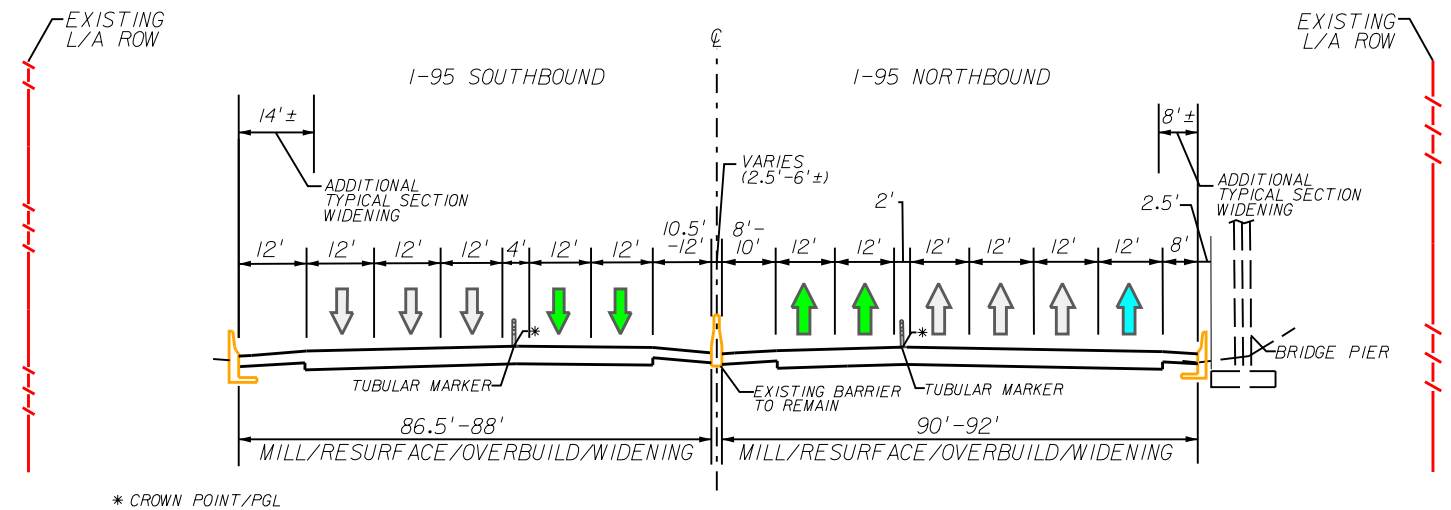 EXISTING
L/A ROW
EXISTING
L/A ROW
℄
I-95 SOUTHBOUND
I-95 NORTHBOUND
14'±
8'±
VARIES
(2.5'-6'±)
ADDITIONAL
TYPICAL SECTION
WIDENING
ADDITIONAL
TYPICAL SECTION
WIDENING
2'
2.5'
10.5'
-12'
8'-
10'
12'
12'
12'
12'
4'
12'
12'
12'
12'
12'
12'
12'
12'
8'
*
*
TUBULAR MARKER
EXISTING BARRIER
TO REMAIN
TUBULAR MARKER
BRIDGE PIER
86.5'-88'
90'-92'
MILL/RESURFACE/OVERBUILD/WIDENING
MILL/RESURFACE/OVERBUILD/WIDENING
* CROWN POINT/PGL